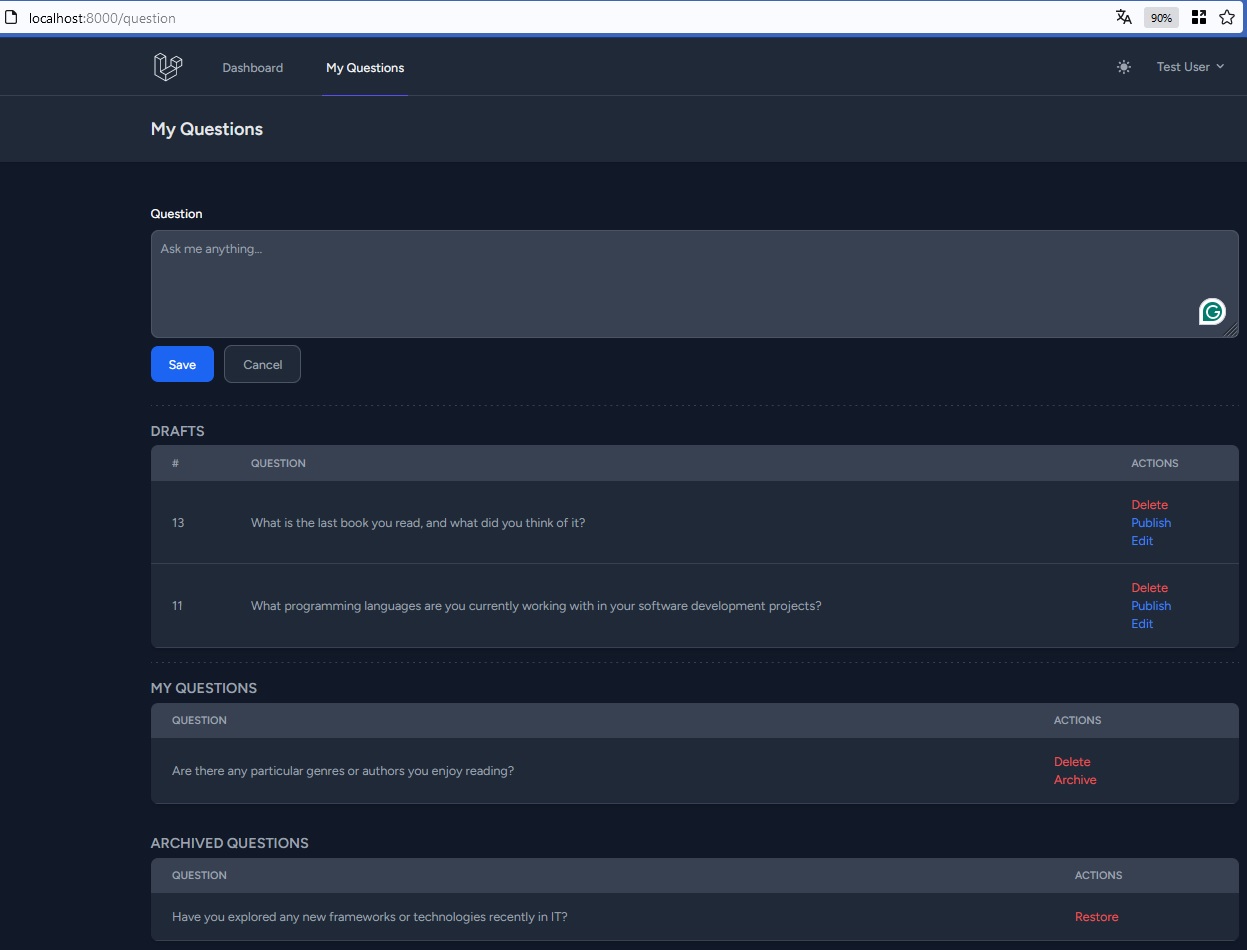 localhost:8000/question
90%
Dashboard My Questions Test User
My Questions
Question
Ask me anything...
Save Cancel
DRAFTS
# QUESTION ACTIONS
13 What is the last book you read, and what did you think of it? Delete
Publish
Edit
11 What programming languages are you currently working with in your software development projects? Delete
Publish
Edit
MY QUESTIONS
QUESTION ACTIONS
Are there any particular genres or authors you enjoy reading? Delete
Archive
ARCHIVED QUESTIONS
QUESTION ACTIONS
Have you explored any new frameworks or technologies recently in IT? Restore